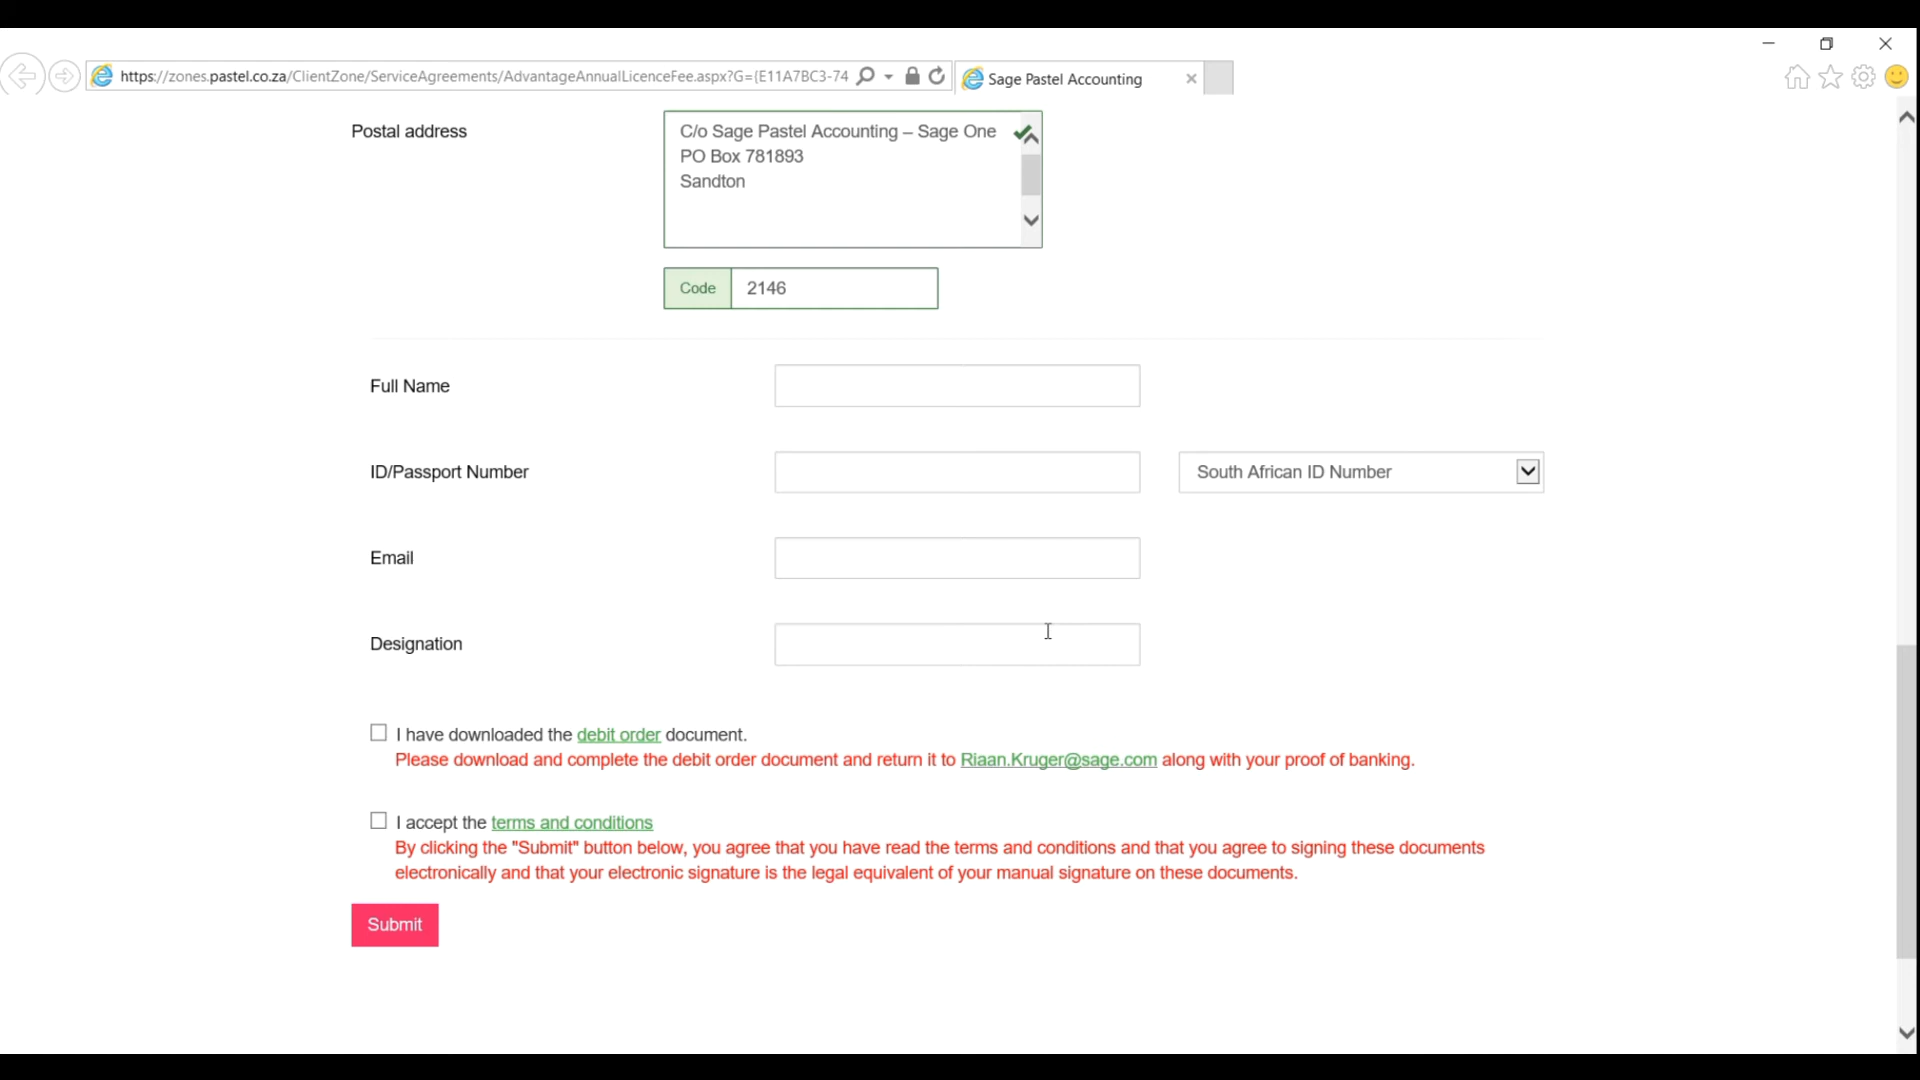 https://zones.pastel.co.za/ClientZone/ServiceAgreements/AdvantageAnnualLicenceFee.aspx?G={E11A7BC3-74
Sage Pastel Accounting
Postal address
C/o Sage Pastel Accounting – Sage One
PO Box 781893
Sandton
Code
2146
Full Name
ID/Passport Number
South African ID Number
Email
Designation
I have downloaded the debit order document.
Please download and complete the debit order document and return it to Riaan.Kruger@sage.com along with your proof of banking.
I accept the terms and conditions
By clicking the "Submit" button below, you agree that you have read the terms and conditions and that you agree to signing these documents
electronically and that your electronic signature is the legal equivalent of your manual signature on these documents.
Submit